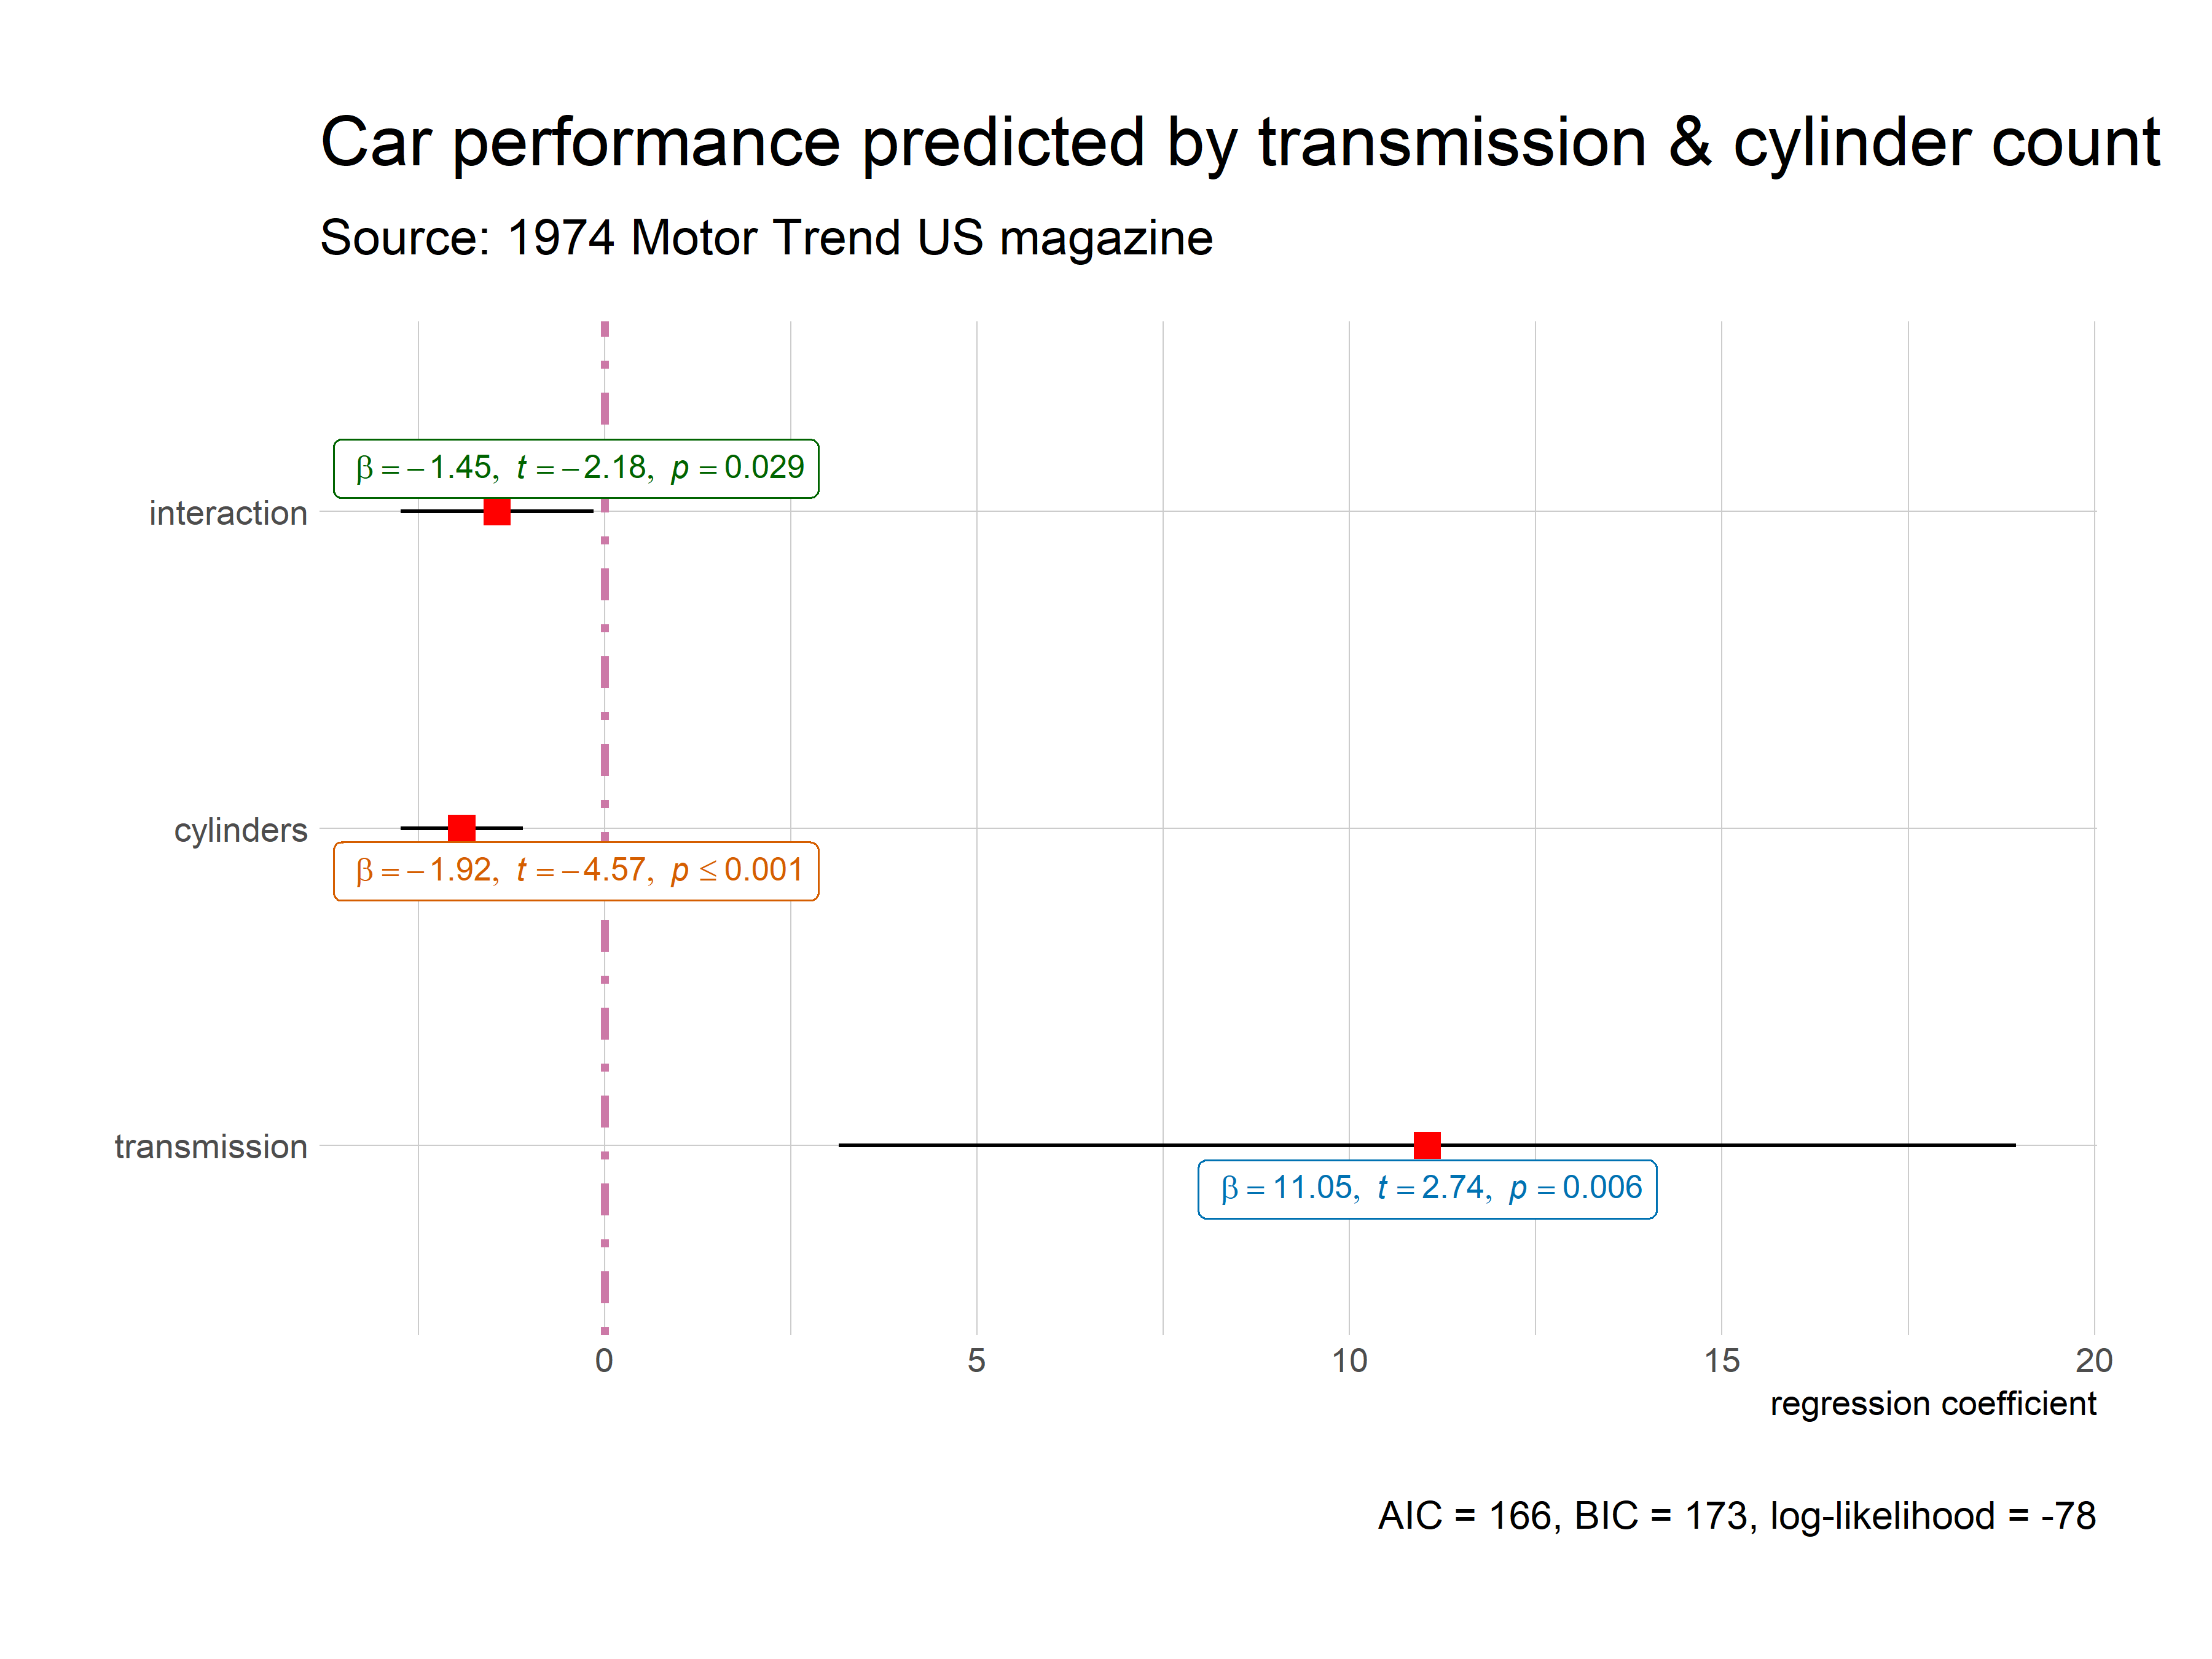 Car performance predicted by transmission & cylinder count
Source: 1974 Motor Trend US magazine
β = −1.45, t = −2.18, p = 0.029
interaction
cylinders
β = −1.92, t = −4.57, p ≤ 0.001
transmission
β = 11.05, t = 2.74, p = 0.006
0 5 10 15 20
regression coefficient
AIC = 166, BIC = 173, log-likelihood = -78